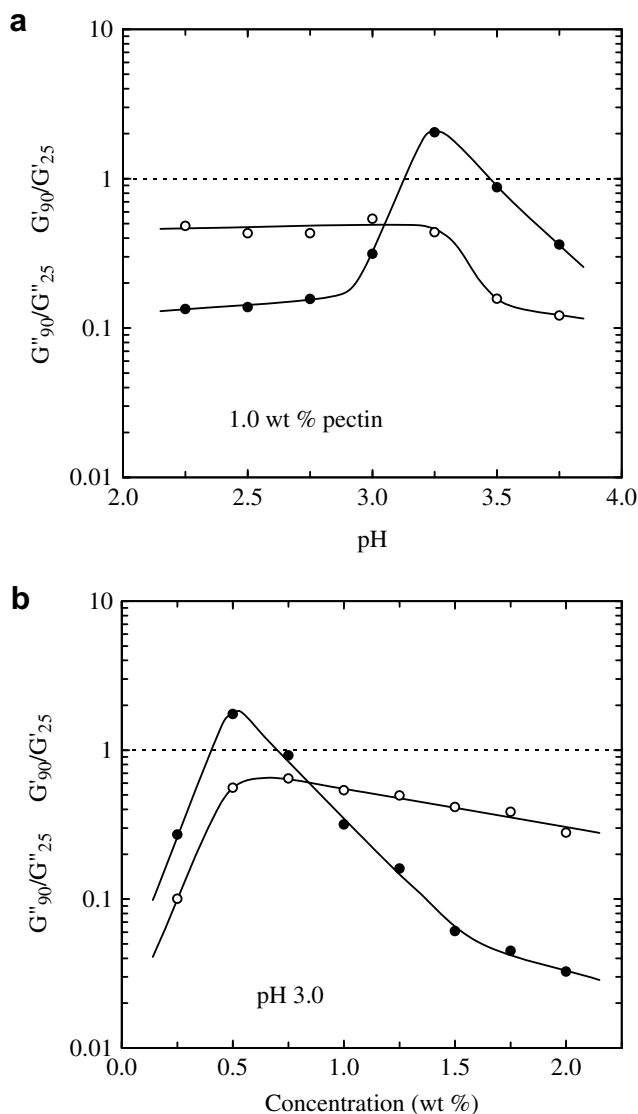 a
10
1
0.1
0.01
G"90/G"25 G'90/G'25
1.0 wt % pectin
2.0 2.5 3.0 3.5 4.0
pH
b
10
1
0.1
0.01
G"90/G"25 G'90/G'25
pH 3.0
0.0 0.5 1.0 1.5 2.0
Concentration (wt %)